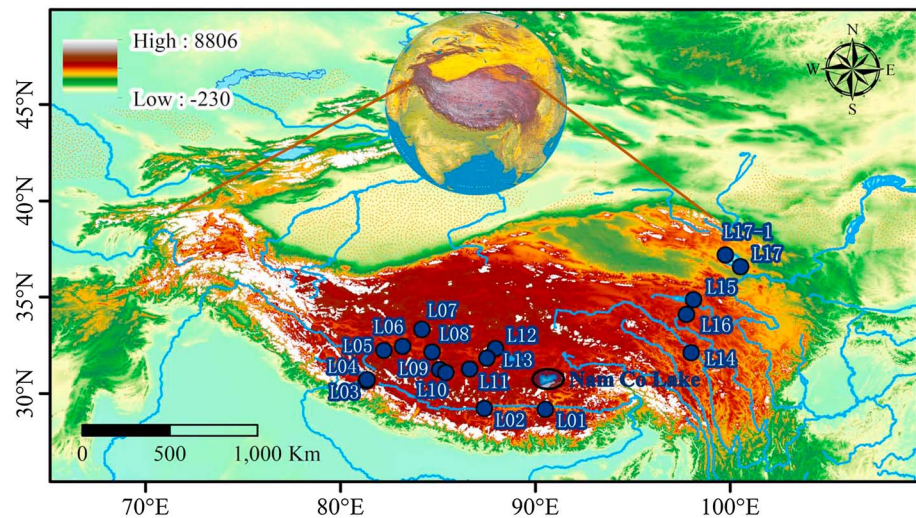 High : 8806
Low : -230
N
W E
S
45°N
40°N
35°N
30°N
L17-1
L17
L15
L16
L14
L07
L06
L08
L12
L05
L13
L04
L09
L11
Nam Co Lake
L03
L10
L02
L01
0 500 1,000 Km
70°E 80°E 90°E 100°E